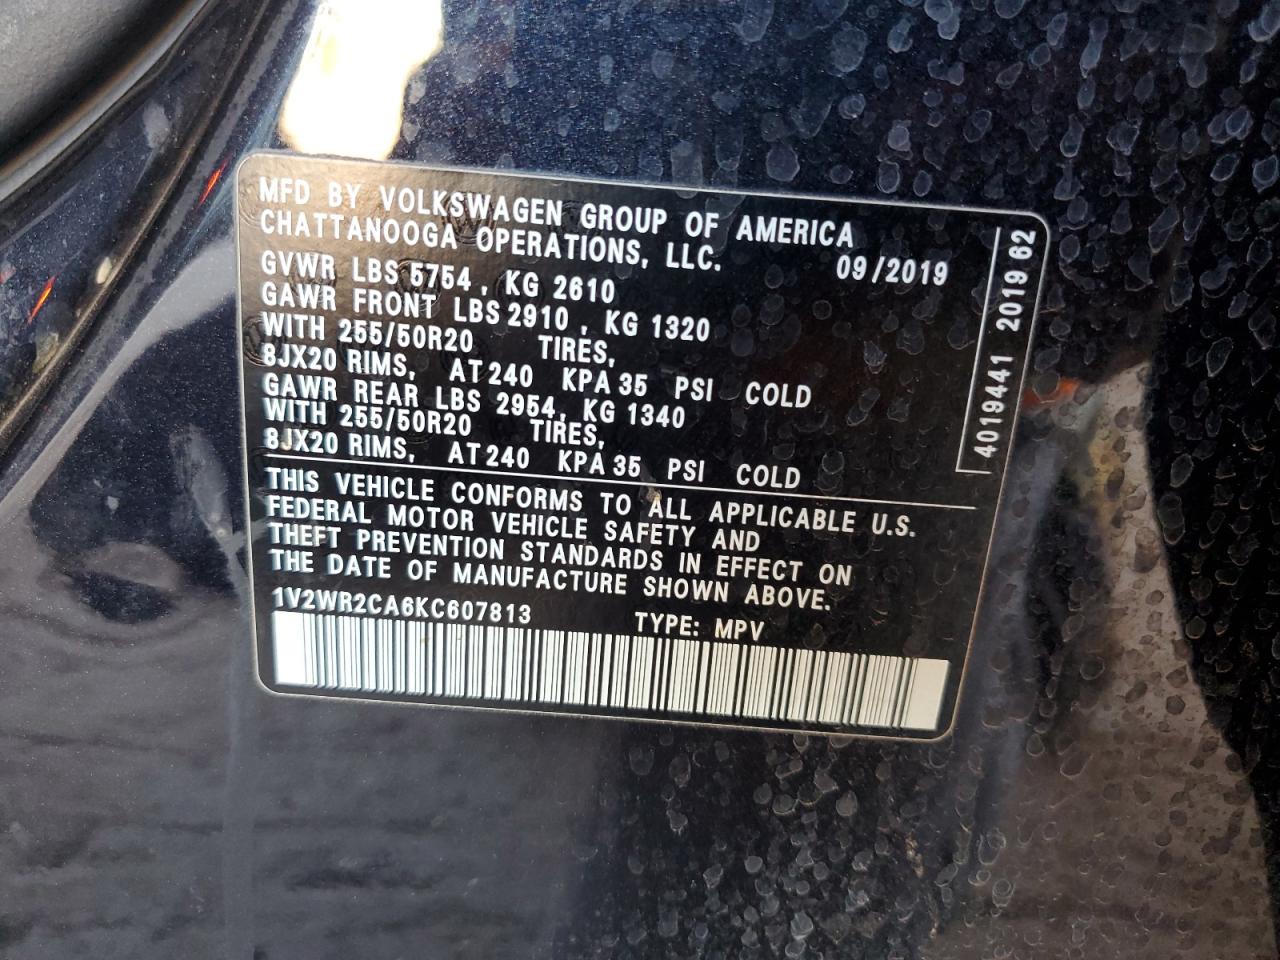 MFD BY VOLKSWAGEN GROUP OF AMERICA
CHATTANOOGA OPERATIONS, LLC.
09/2019
GVWR LBS 5754 , KG 2610
GAWR FRONT LBS 2910 , KG 1320
WITH 255/50R20 TIRES,
8JX20 RIMS, AT 240 KPA 35 PSI COLD
GAWR REAR LBS 2954, KG 1340
WITH 255/50R20 TIRES,
8JX20 RIMS, AT 240 KPA 35 PSI COLD
THIS VEHICLE CONFORMS TO ALL APPLICABLE U.S.
FEDERAL MOTOR VEHICLE SAFETY AND
THEFT PREVENTION STANDARDS IN EFFECT ON
THE DATE OF MANUFACTURE SHOWN ABOVE.
1V2WR2CA6KC607813 TYPE: MPV
4019441 2019 62